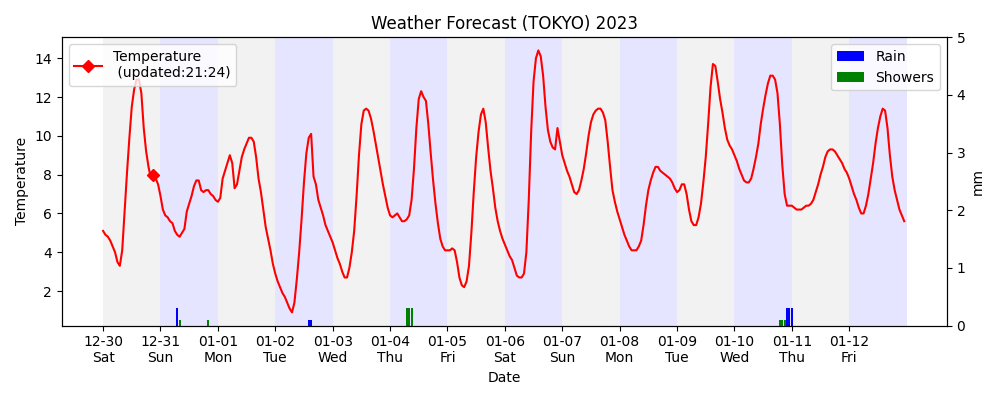 Weather Forecast (TOKYO) 2023
Temperature
(updated:21:24)
Rain
Showers
Temperature
14
12
10
8
6
4
2
5
4
3
2
1
0
mm
12-30 12-31 01-01 01-02 01-03 01-04 01-05 01-06 01-07 01-08 01-09 01-10 01-11 01-12
Sat Sun Mon Tue Wed Thu Fri Sat Sun Mon Tue Wed Thu Fri
Date